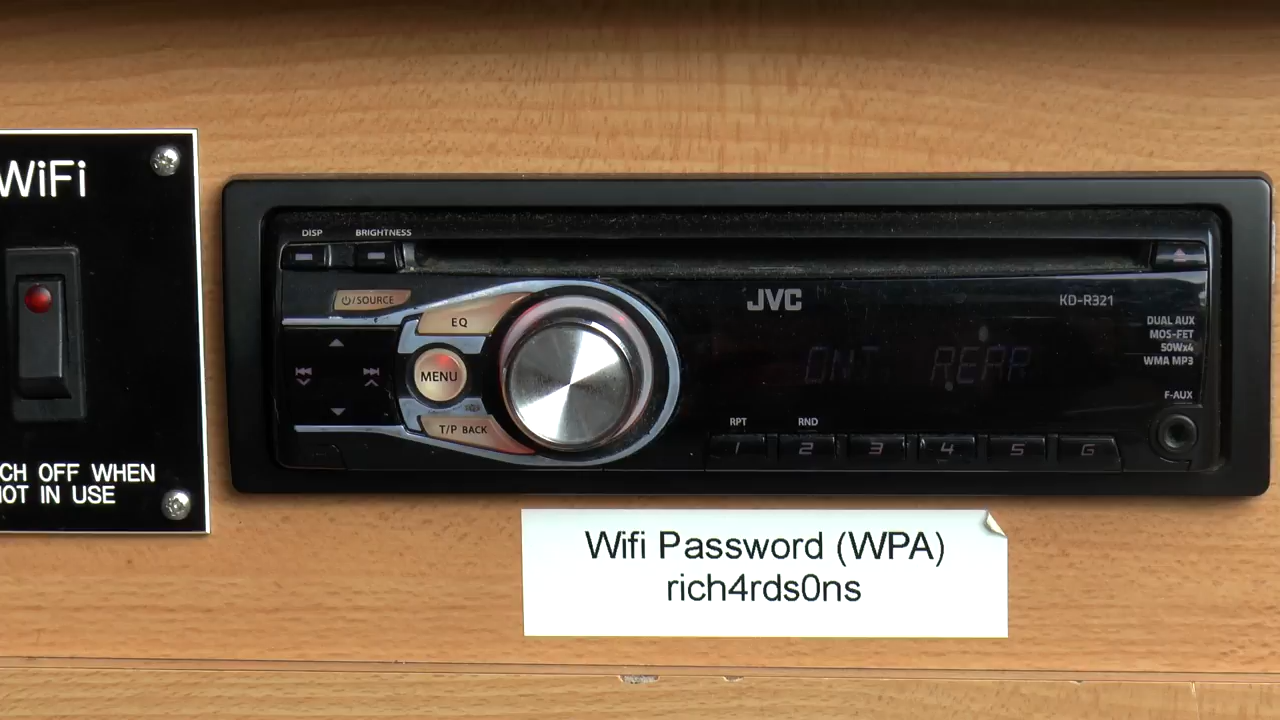 WiFi
CH OFF WHEN
OT IN USE
DISP BRIGHTNESS
/SOURCE
EQ
MENU
T/P BACK
JVC
KD-R321
DUAL AUX
MOS-FET
50Wx4
WMA MP3
F-AUX
REAR
RPT RND
1 2 3 4 5 6
Wifi Password (WPA)
rich4rds0ns